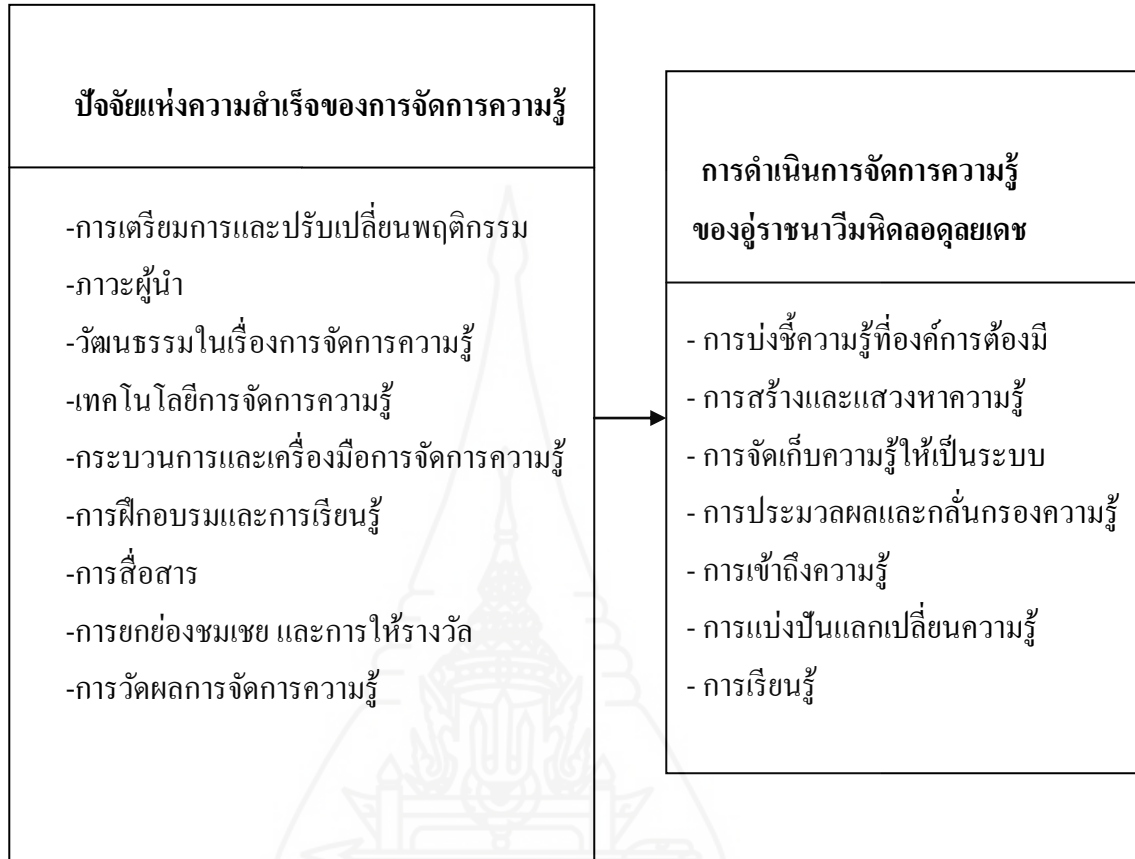 ปัจจัยแห่งความสำเร็จของการจัดการความรู้
-การเตรียมการและปรับเปลี่ยนพฤติกรรม
-ภาวะผู้นำ
-วัฒนธรรมในเรื่องการจัดการความรู้
-เทคโนโลยีการจัดการความรู้
-กระบวนการและเครื่องมือการจัดการความรู้
-การฝึกอบรมและการเรียนรู้
-การสื่อสาร
-การยกย่องชมเชย และการให้รางวัล
-การวัดผลการจัดการความรู้
การดำเนินการจัดการความรู้
ของอู่ราชนาวีมหิดลอดุลยเดช
- การบ่งชี้ความรู้ที่องค์การต้องมี
- การสร้างและแสวงหาความรู้
- การจัดเก็บความรู้ให้เป็นระบบ
- การประมวลผลและกลั่นกรองความรู้
- การเข้าถึงความรู้
- การแบ่งปันแลกเปลี่ยนความรู้
- การเรียนรู้